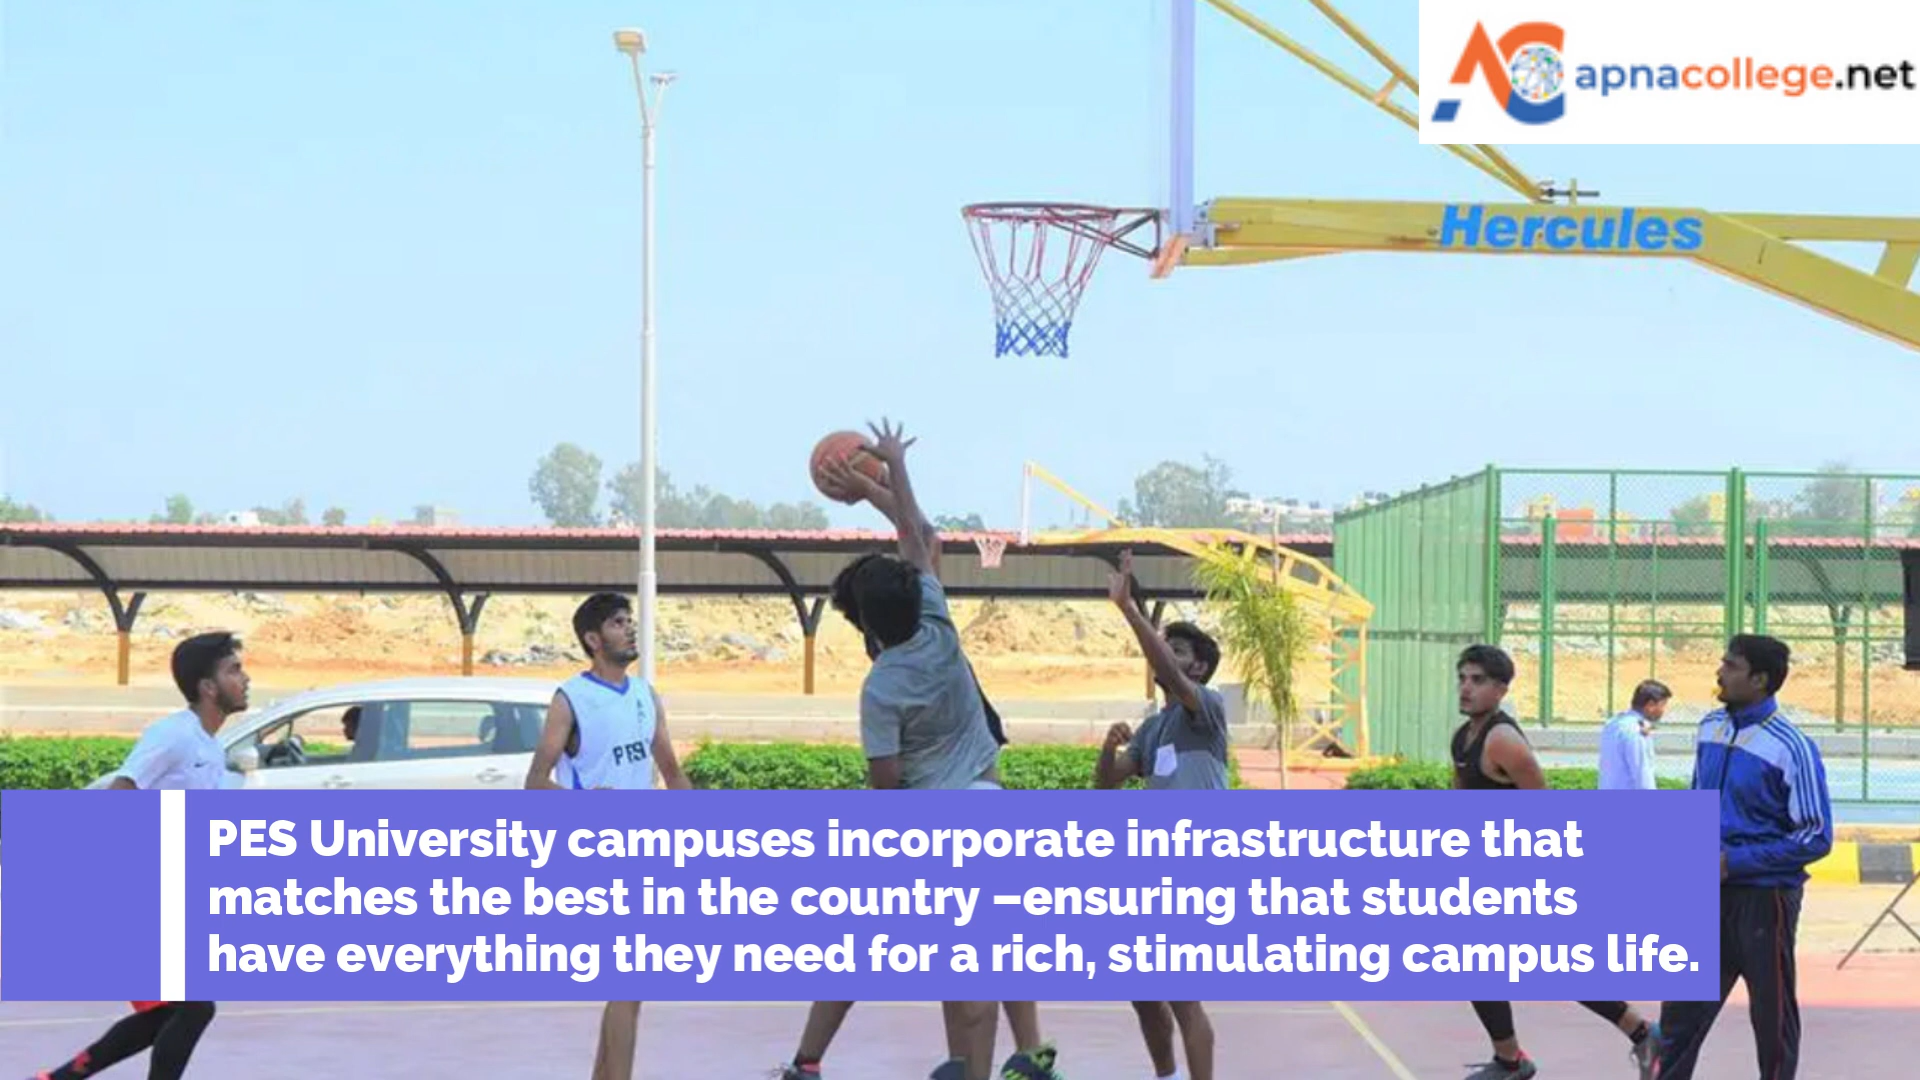 apnacollege.net
Hercules
PES University campuses incorporate infrastructure that
matches the best in the country –ensuring that students
have everything they need for a rich, stimulating campus life.